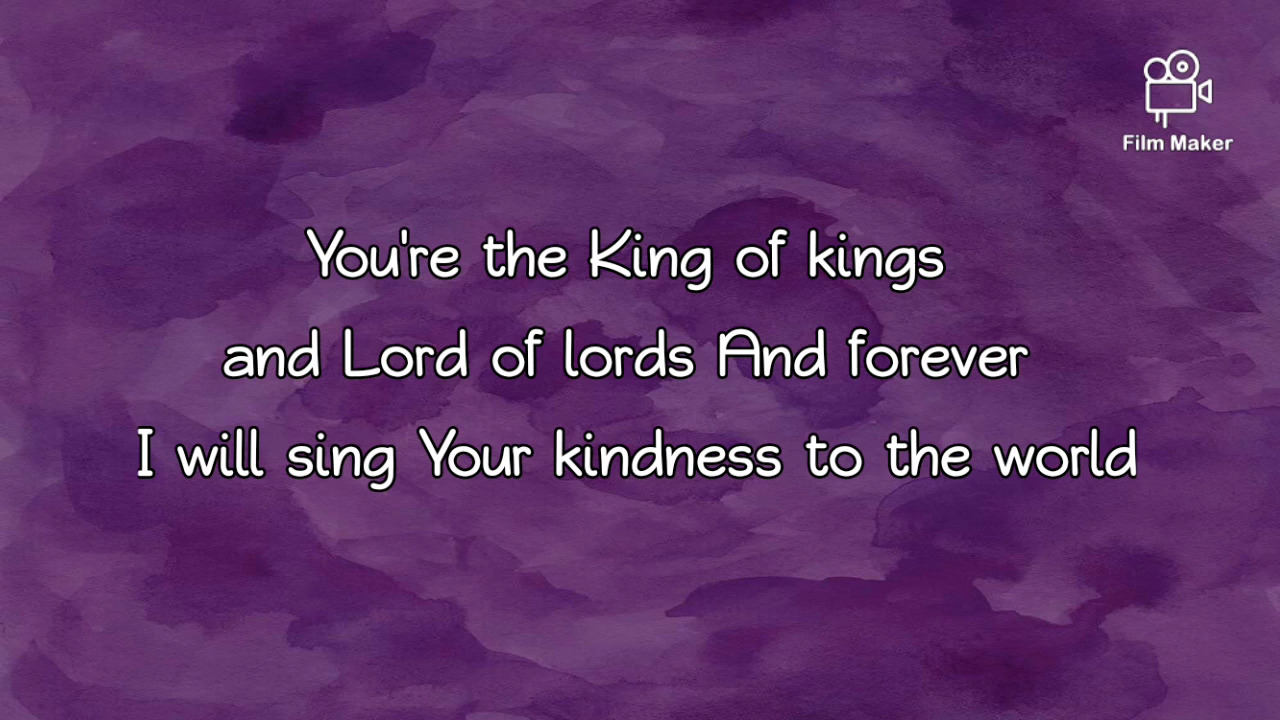 Film Maker
You're the King of kings
and Lord of lords And forever
I will sing Your kindness to the world